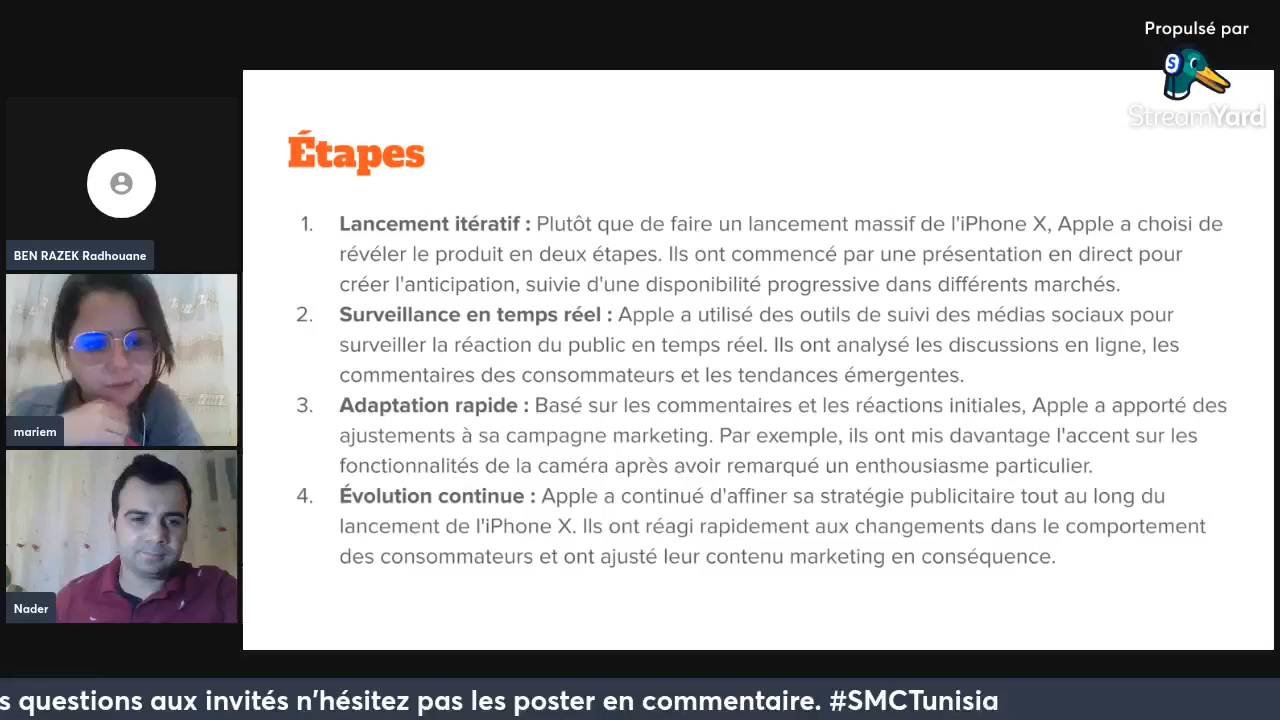 Propulsé par
StreamYard
Étapes
1. Lancement itératif : Plutôt que de faire un lancement massif de l'iPhone X, Apple a choisi de
révéler le produit en deux étapes. Ils ont commencé par une présentation en direct pour
créer l'anticipation, suivie d'une disponibilité progressive dans différents marchés.
2. Surveillance en temps réel : Apple a utilisé des outils de suivi des médias sociaux pour
surveiller la réaction du public en temps réel. Ils ont analysé les discussions en ligne, les
commentaires des consommateurs et les tendances émergentes.
3. Adaptation rapide : Basé sur les commentaires et les réactions initiales, Apple a apporté des
ajustements à sa campagne marketing. Par exemple, ils ont mis davantage l'accent sur les
fonctionnalités de la caméra après avoir remarqué un enthousiasme particulier.
4. Évolution continue : Apple a continué d'affiner sa stratégie publicitaire tout au long du
lancement de l'iPhone X. Ils ont réagi rapidement aux changements dans le comportement
des consommateurs et ont ajusté leur contenu marketing en conséquence.
BEN RAZEK Radhouane
mariem
Nader
s questions aux invités n'hésitez pas les poster en commentaire. #SMCTunisia